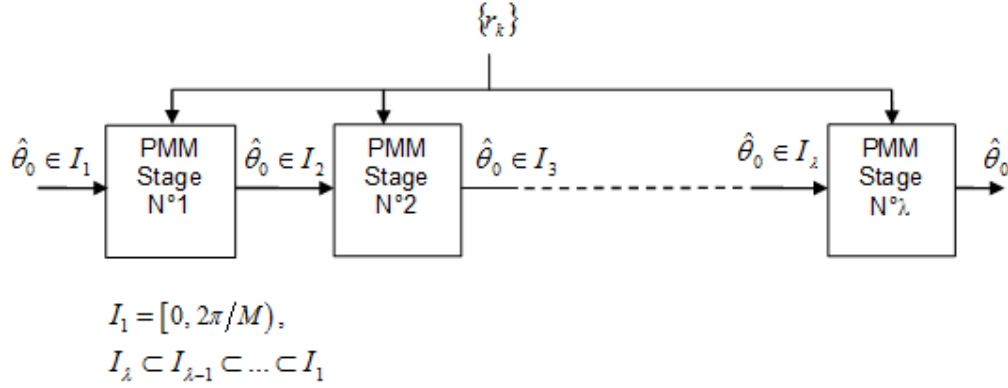 {r_k}
θ̂_0 ∈ I_1
PMM
Stage
N°1
θ̂_0 ∈ I_2
PMM
Stage
N°2
θ̂_0 ∈ I_3
θ̂_0 ∈ I_λ
PMM
Stage
N°λ
θ̂_0
I_1 = [0, 2π/M),
I_λ ⊂ I_{λ-1} ⊂ ... ⊂ I_1